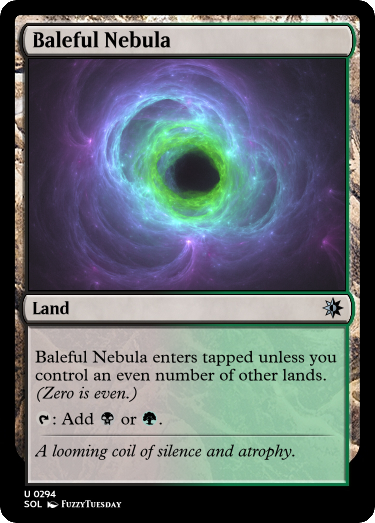 Baleful Nebula
Land
Baleful Nebula enters tapped unless you
control an even number of other lands.
(Zero is even.)
: Add or .
A looming coil of silence and atrophy.
U 0294
SOL FuzzyTuesday